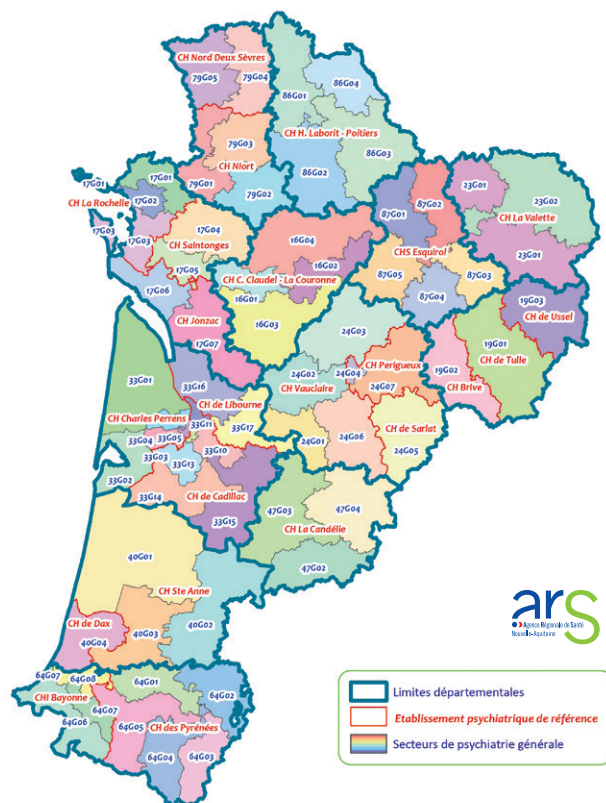 CH Nord Deux Sèvres
79G05
79G04
86G04
86G01
CH H. Laborit - Poitiers
79G03
86G03
CH Niort
86G02
79G01
79G02
17G01
17G01
17G02
CH La Rochelle
17G03
17G03
17G04
CH Saintonges
17G05
17G06
CH Jonzac
17G07
16G04
16G02
CH C. Claudel - La Couronne
16G01
16G03
87G01
87G02
CHS Esquirol
87G05
87G03
87G04
23G01
23G02
CH La Valette
23G01
19G03
CH de Ussel
19G01
CH de Tulle
19G02
CH Brive
24G03
CH Perigueux
24G02
24G04
CH Vauclaire
24G07
CH de Sarlat
24G01
24G06
24G05
33G01
33G16
CH de Libourne
CH Charles Perrens
33G11
33G17
33G04
33G05
33G10
33G03
33G13
33G02
33G14
CH de Cadillac
33G15
47G03
47G04
CH La Candélie
47G02
40G01
CH Ste Anne
CH de Dax
40G04
40G03
40G02
64G07
64G08
64G01
64G02
CHI Bayonne
64G07
64G06
64G05
CH des Pyrénées
64G04
64G03
ars
Agence Régionale de Santé
Nouvelle-Aquitaine
Limites départementales
Etablissement psychiatrique de référence
Secteurs de psychiatrie générale